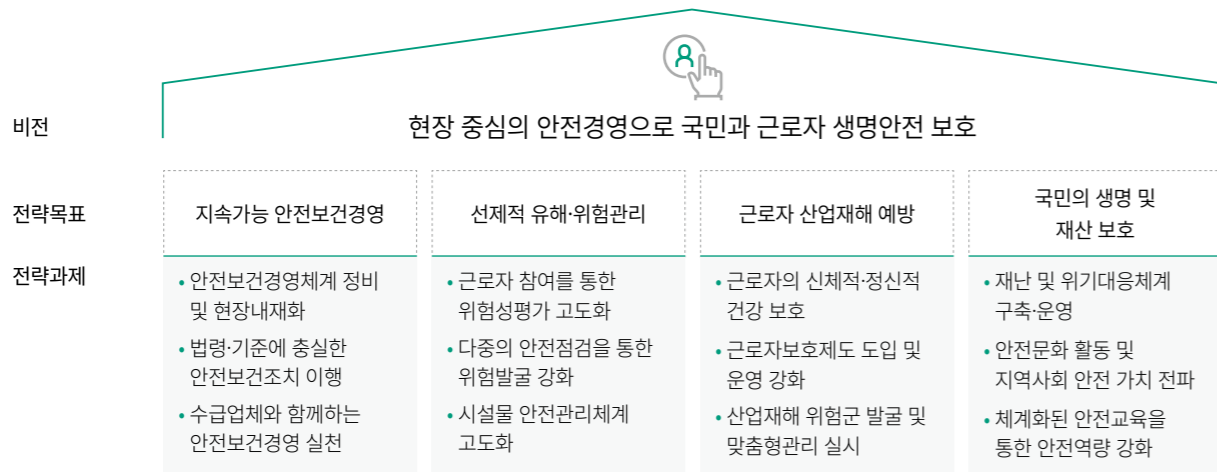 비전
현장 중심의 안전경영으로 국민과 근로자 생명안전 보호
전략목표
지속가능 안전보건경영
선제적 유해·위험관리
근로자 산업재해 예방
국민의 생명 및
재산 보호
전략과제
• 안전보건경영체계 정비
및 현장내재화
• 법령·기준에 충실한
안전보건조치 이행
• 수급업체와 함께하는
안전보건경영 실천
• 근로자 참여를 통한
위험성평가 고도화
• 다중의 안전점검을 통한
위험발굴 강화
• 시설물 안전관리체계
고도화
• 근로자의 신체적·정신적
건강 보호
• 근로자보호제도 도입 및
운영 강화
• 산업재해 위험군 발굴 및
맞춤형관리 실시
• 재난 및 위기대응체계
구축·운영
• 안전문화 활동 및
지역사회 안전 가치 전파
• 체계화된 안전교육을
통한 안전역량 강화